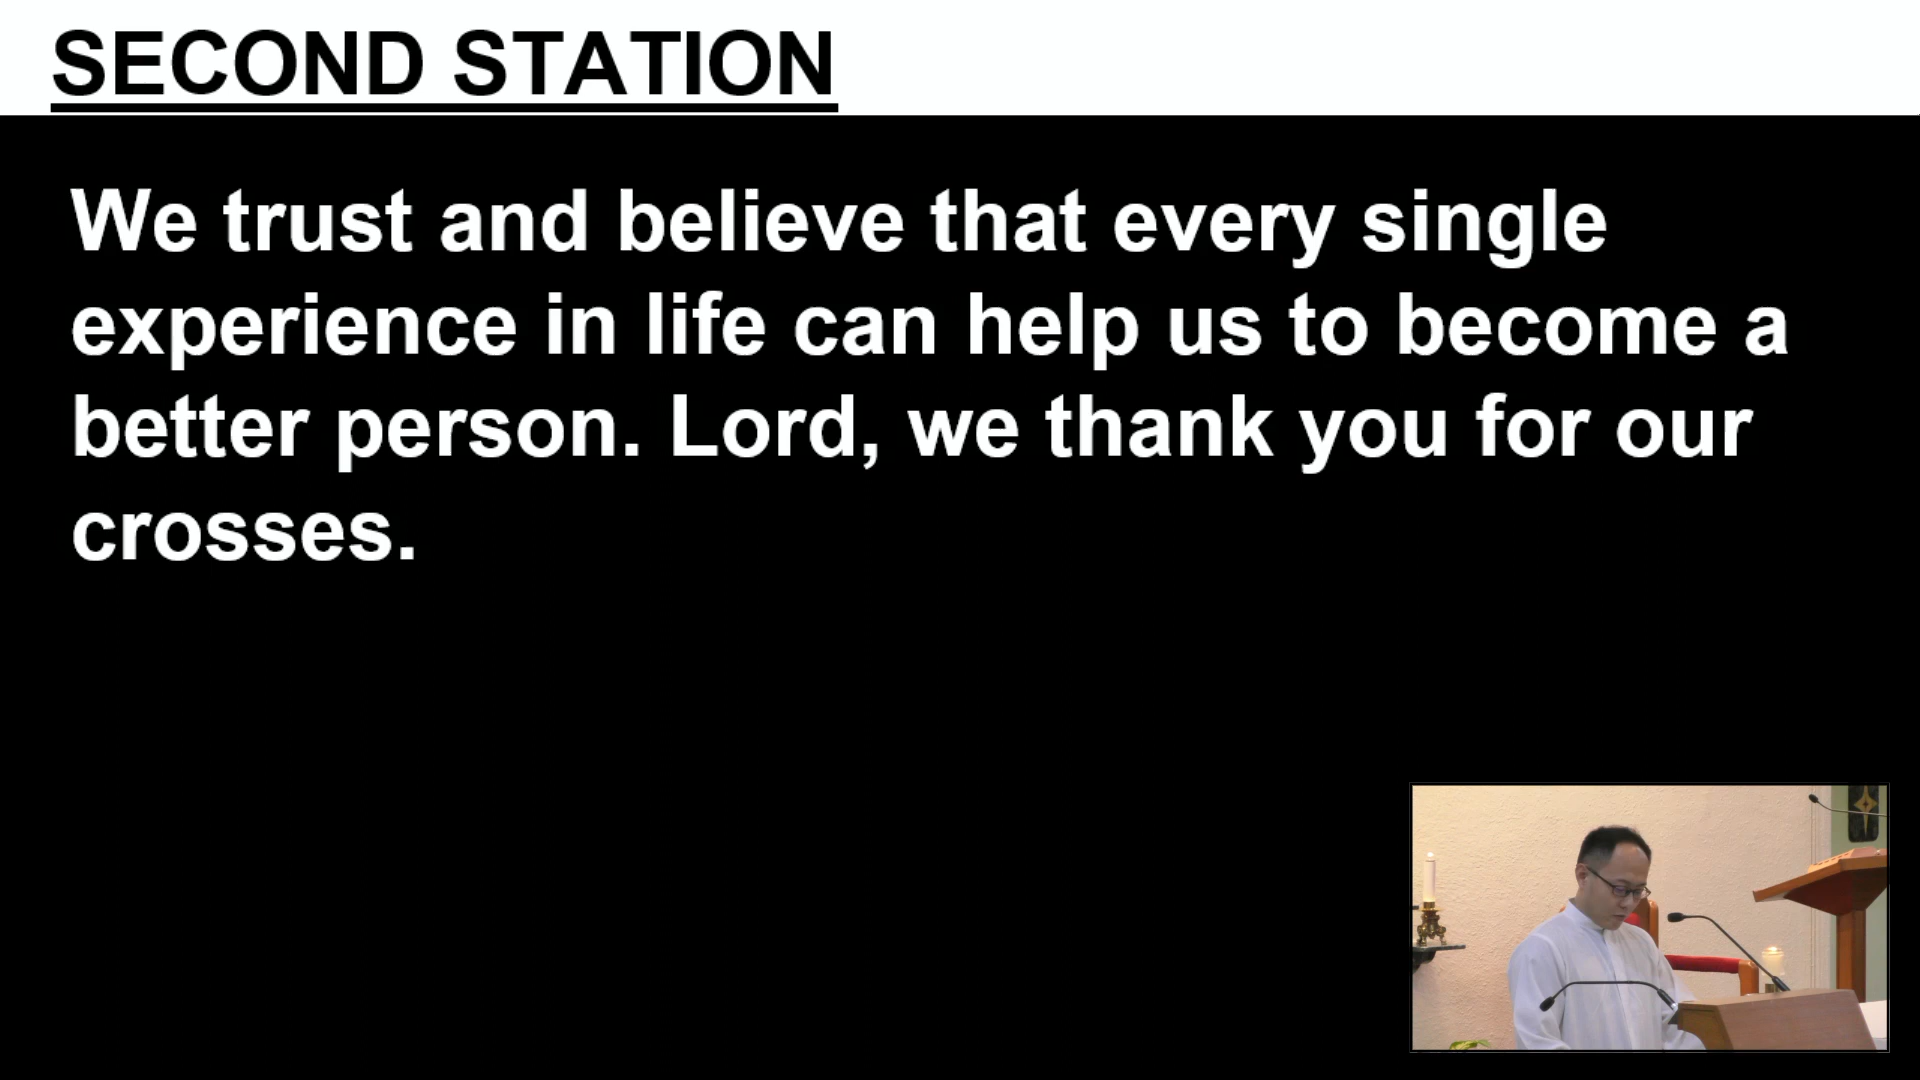 SECOND STATION
We trust and believe that every single
experience in life can help us to become a
better person. Lord, we thank you for our
crosses.